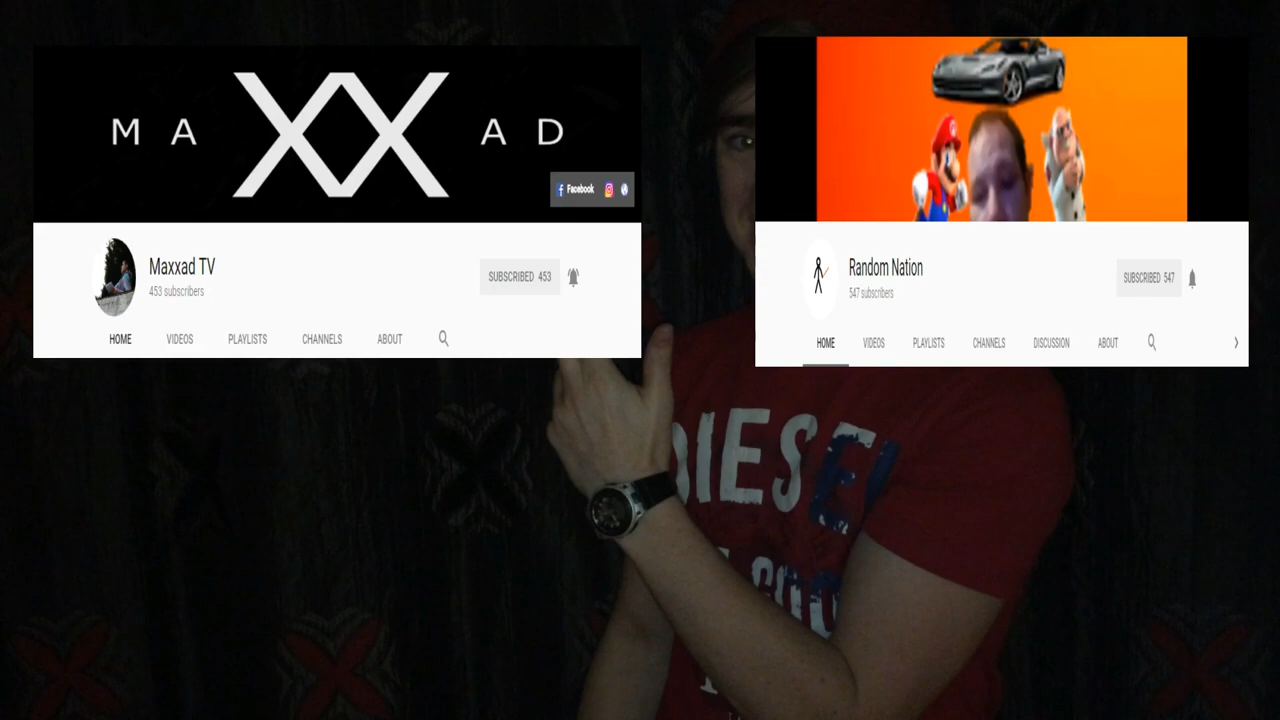 MAXXAD
Facebook
Maxxad TV
453 subscribers
SUBSCRIBED 453
HOME VIDEOS PLAYLISTS CHANNELS ABOUT
Random Nation
547 subscribers
SUBSCRIBED 547
HOME VIDEOS PLAYLISTS CHANNELS DISCUSSION ABOUT
DIESEL